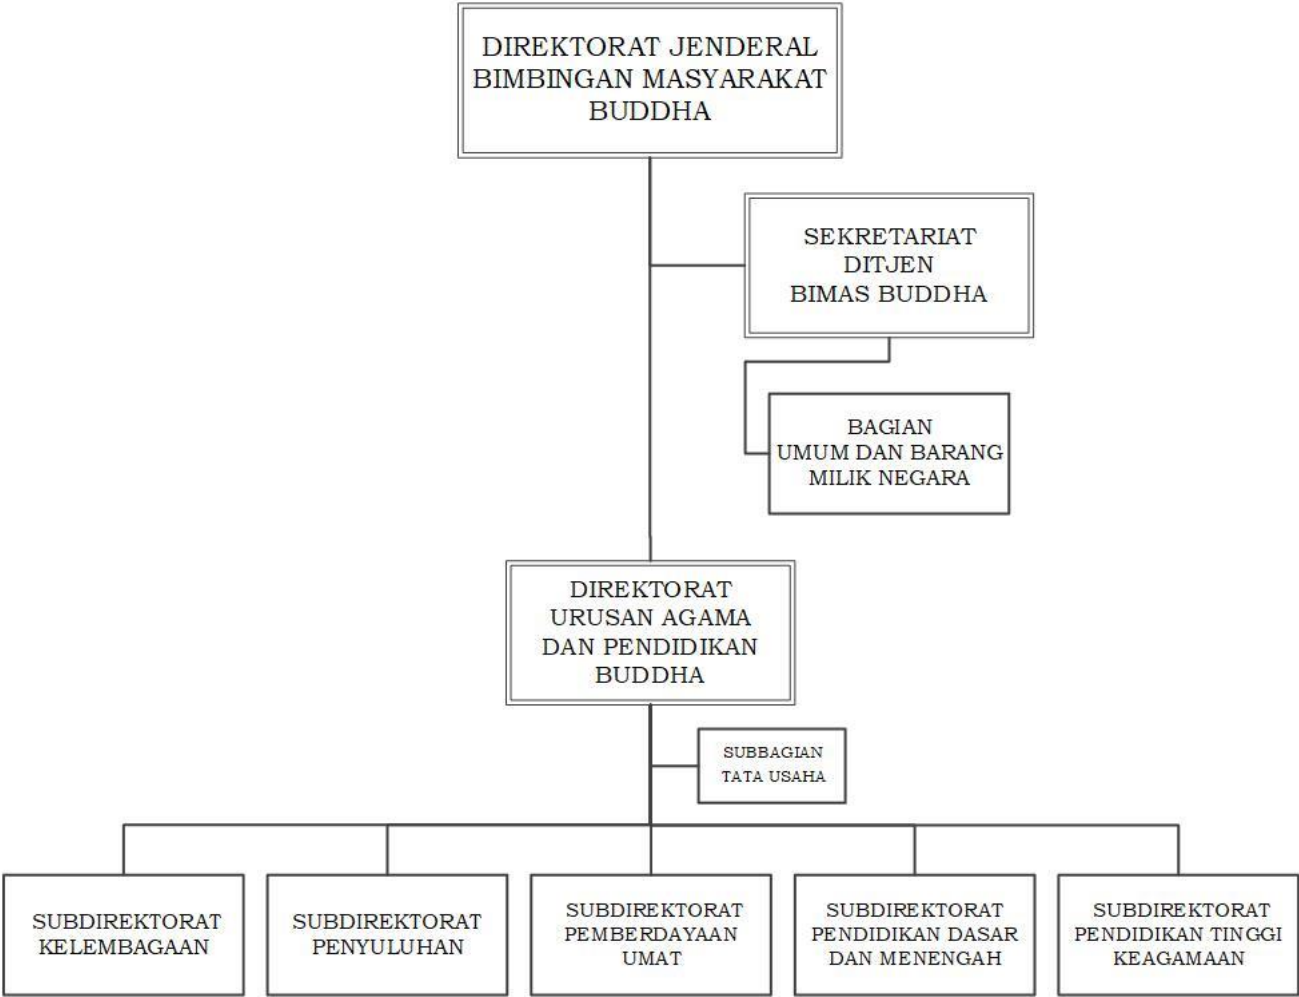 DIREKTORAT JENDERAL
BIMBINGAN MASYARAKAT
BUDDHA
SEKRETARIAT
DITJEN
BIMAS BUDDHA
BAGIAN
UMUM DAN BARANG
MILIK NEGARA
DIREKTORAT
URUSAN AGAMA
DAN PENDIDIKAN
BUDDHA
SUBBAGIAN
TATA USAHA
SUBDIREKTORAT
KELEMBAGAAN
SUBDIREKTORAT
PENYULUHAN
SUBDIREKTORAT
PEMBERDAYAAN
UMAT
SUBDIREKTORAT
PENDIDIKAN DASAR
DAN MENENGAH
SUBDIREKTORAT
PENDIDIKAN TINGGI
KEAGAMAAN